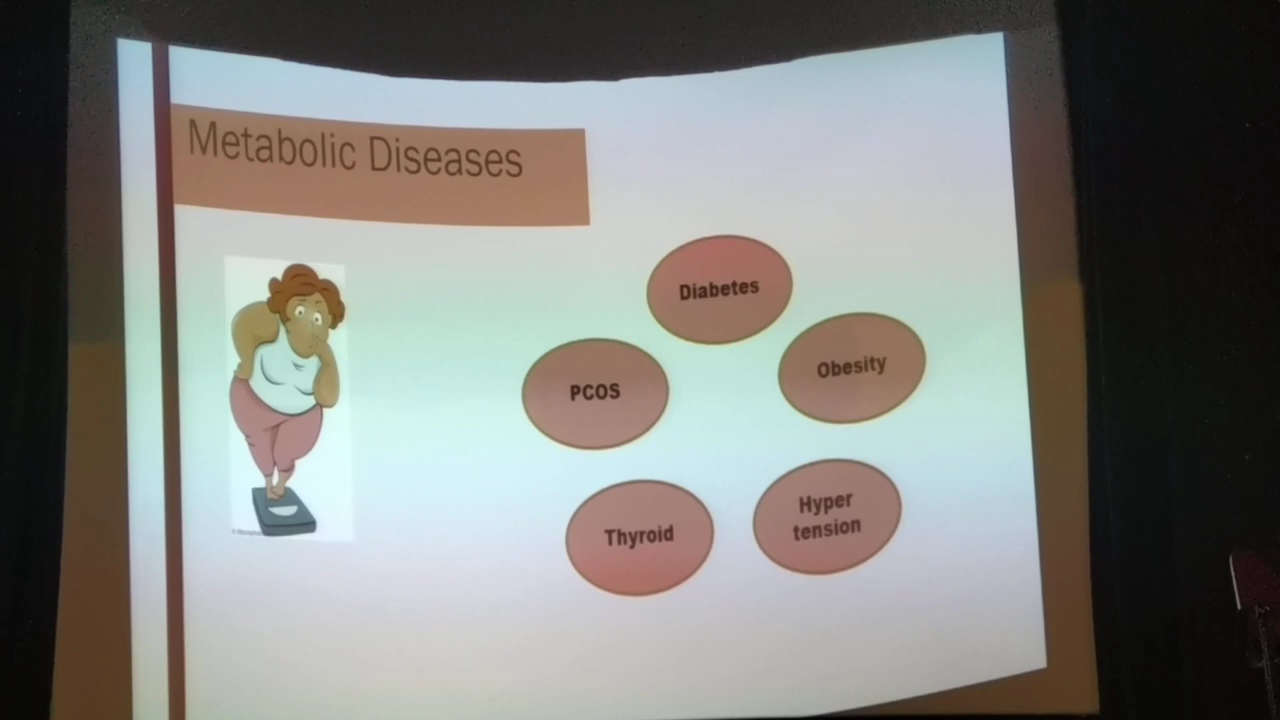 Metabolic Diseases
Diabetes
Obesity
PCOS
Hyper
tension
Thyroid